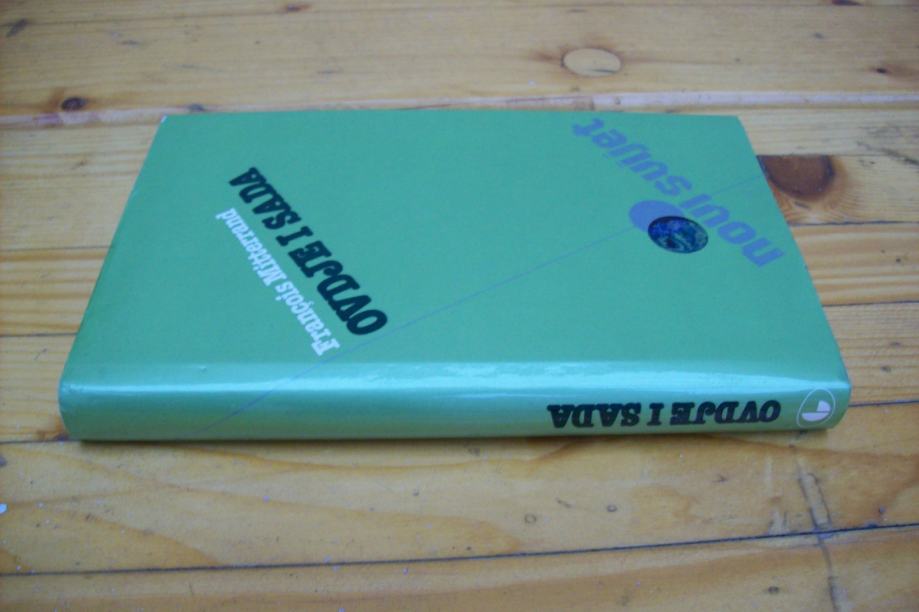 François Mitterrand
OVDJE I SADA
novi svijet
OVDJE I SADA